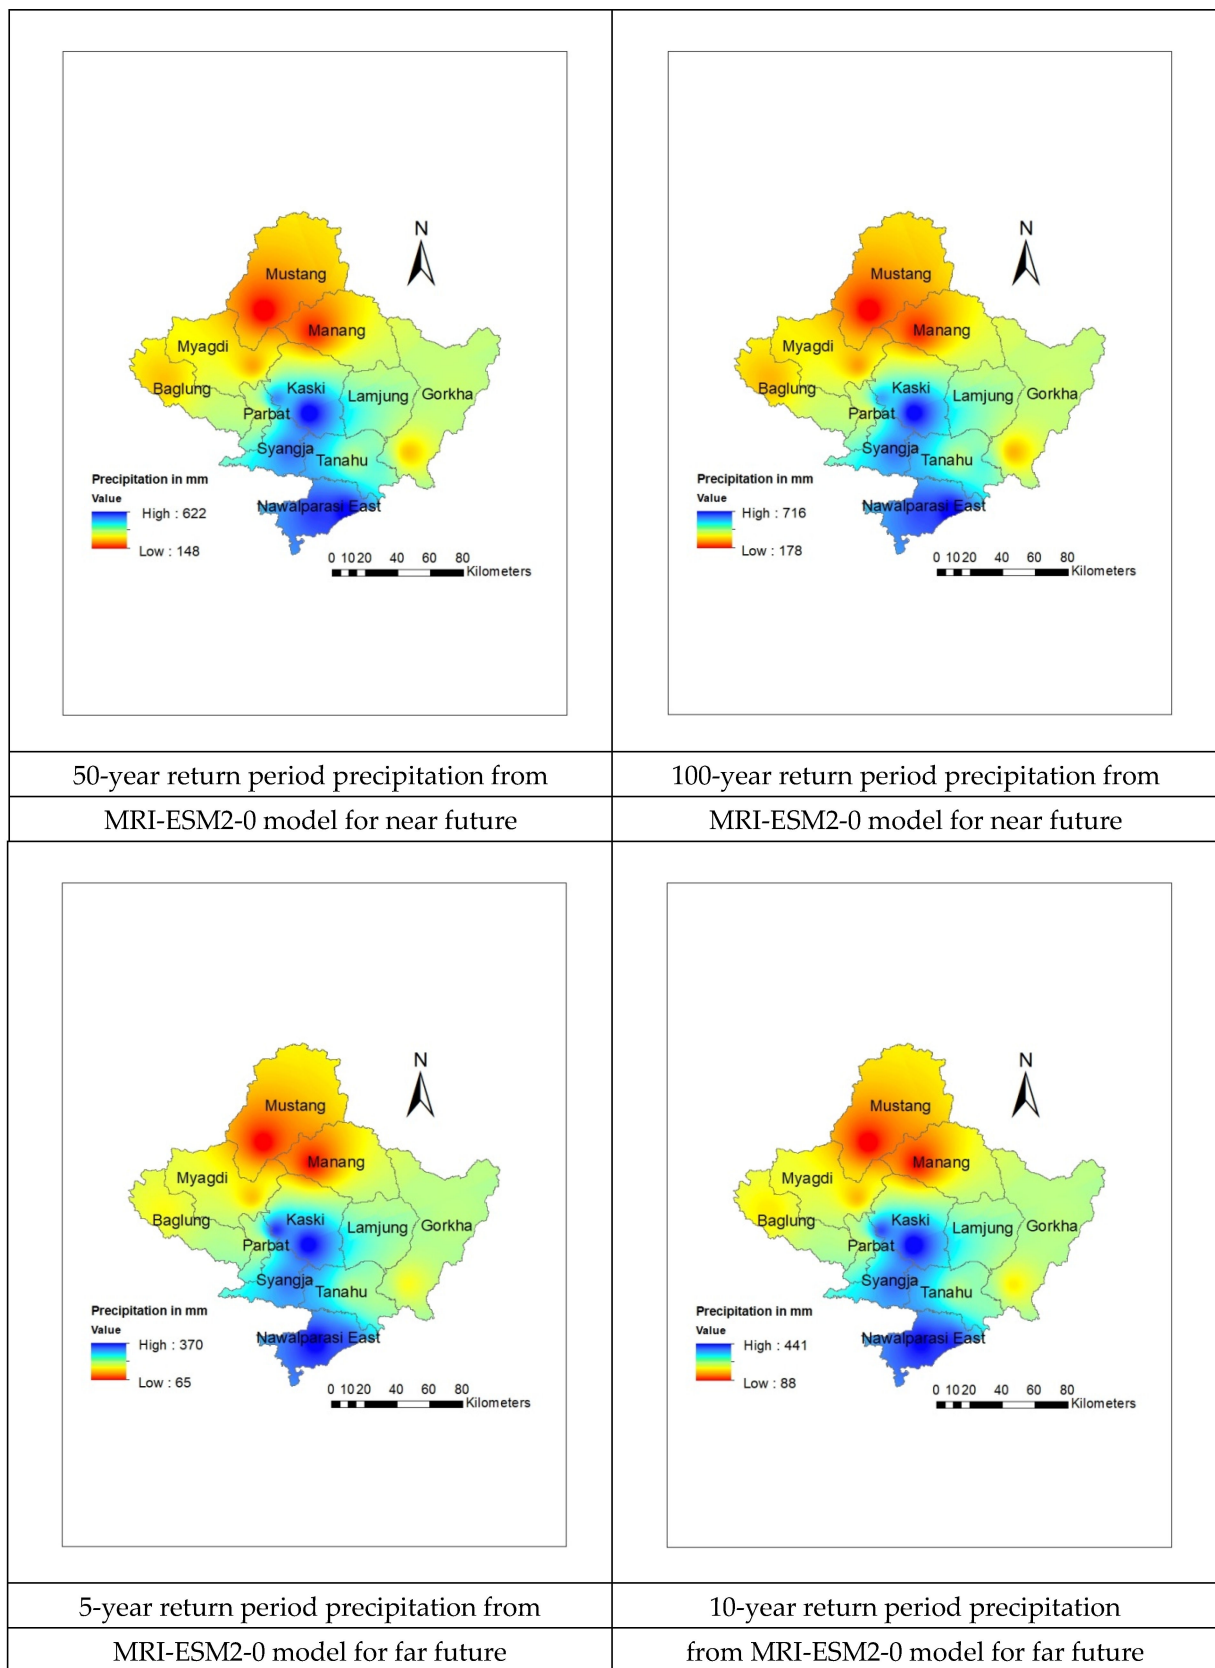 N
Mustang
Manang
Myagdi
Baglung
Kaski
Lamjung
Gorkha
Parbat
Syangja
Tanahu
Nawalparasi East
Precipitation in mm
Value
High : 622
Low : 148
0 10 20 40 60 80
Kilometers
N
Mustang
Manang
Myagdi
Baglung
Kaski
Lamjung
Gorkha
Parbat
Syangja
Tanahu
Nawalparasi East
Precipitation in mm
Value
High : 716
Low : 178
0 10 20 40 60 80
Kilometers
50-year return period precipitation from
MRI-ESM2-0 model for near future
100-year return period precipitation from
MRI-ESM2-0 model for near future
N
Mustang
Manang
Myagdi
Baglung
Kaski
Lamjung
Gorkha
Parbat
Syangja
Tanahu
Nawalparasi East
Precipitation in mm
Value
High : 370
Low : 65
0 10 20 40 60 80
Kilometers
N
Mustang
Manang
Myagdi
Baglung
Kaski
Lamjung
Gorkha
Parbat
Syangja
Tanahu
Nawalparasi East
Precipitation in mm
Value
High : 441
Low : 88
0 10 20 40 60 80
Kilometers
5-year return period precipitation from
MRI-ESM2-0 model for far future
10-year return period precipitation
from MRI-ESM2-0 model for far future